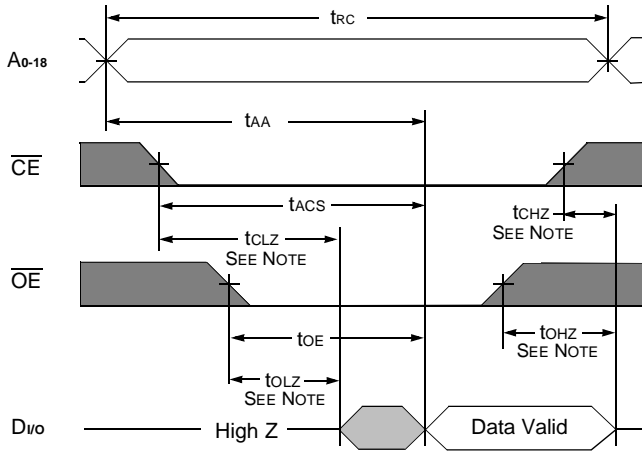 tRC
A0-18
tAA
CE
tACS
tCHZ
SEE NOTE
tCLZ
SEE NOTE
OE
tOE
tOHZ
SEE NOTE
tOLZ
SEE NOTE
DI/O
High Z
Data Valid